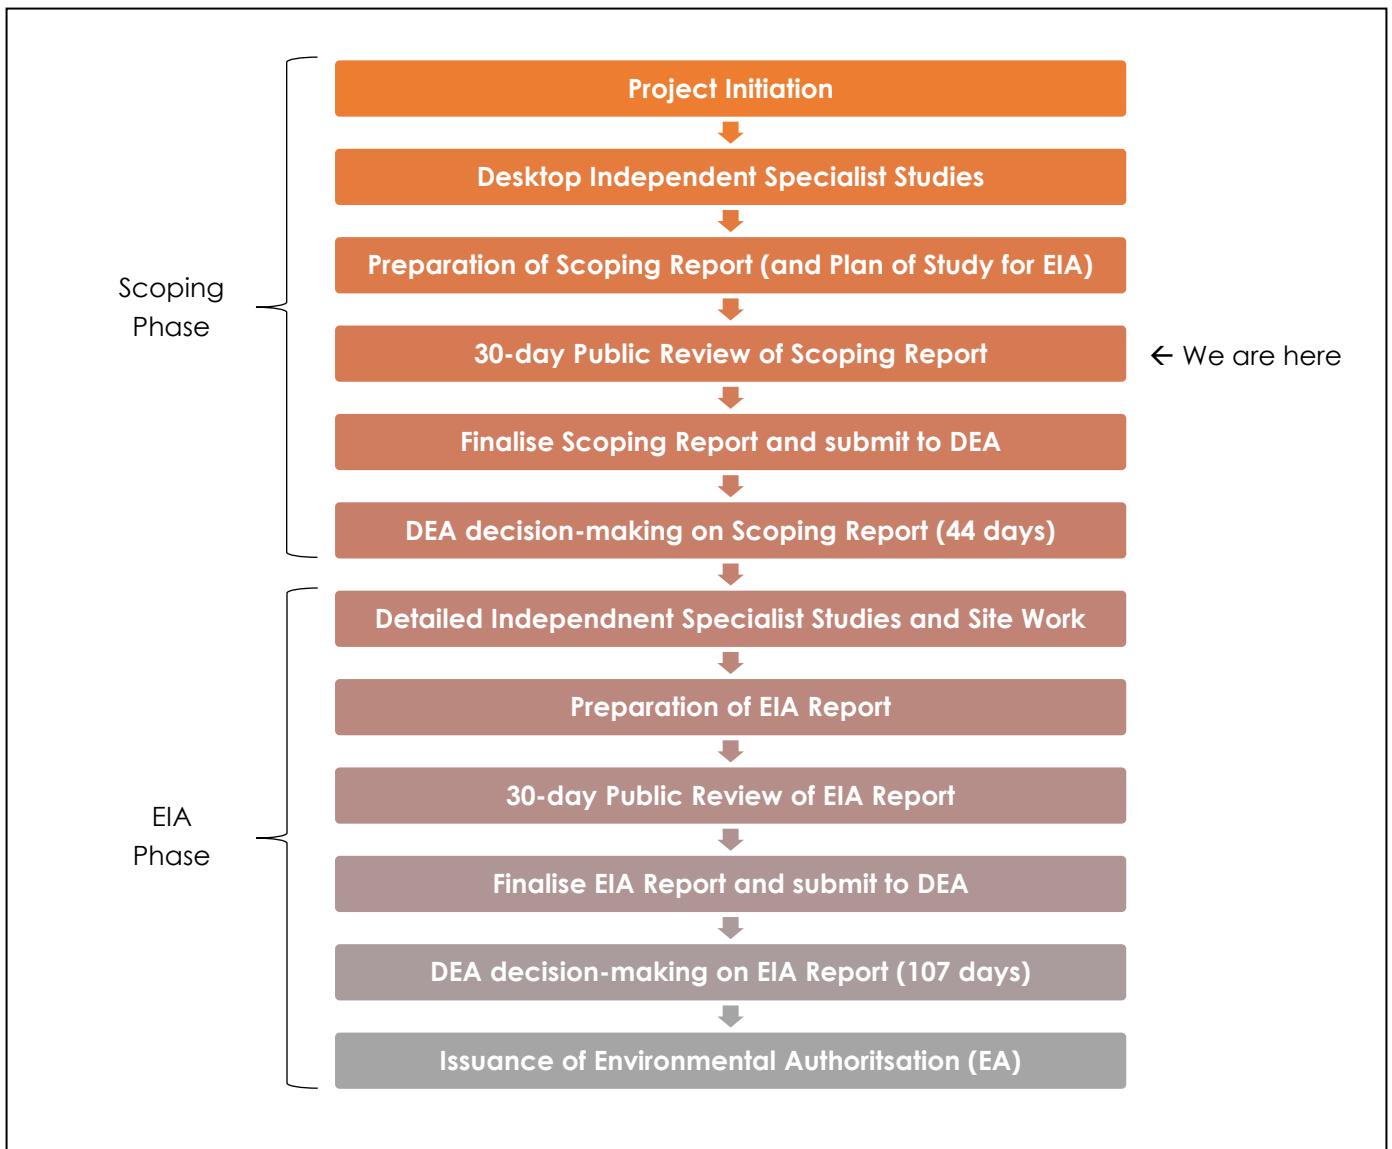 Project Initiation
Desktop Independent Specialist Studies
Preparation of Scoping Report (and Plan of Study for EIA)
Scoping
Phase
30-day Public Review of Scoping Report
← We are here
Finalise Scoping Report and submit to DEA
DEA decision-making on Scoping Report (44 days)
Detailed Independnent Specialist Studies and Site Work
Preparation of EIA Report
30-day Public Review of EIA Report
EIA
Phase
Finalise EIA Report and submit to DEA
DEA decision-making on EIA Report (107 days)
Issuance of Environmental Authoritsation (EA)